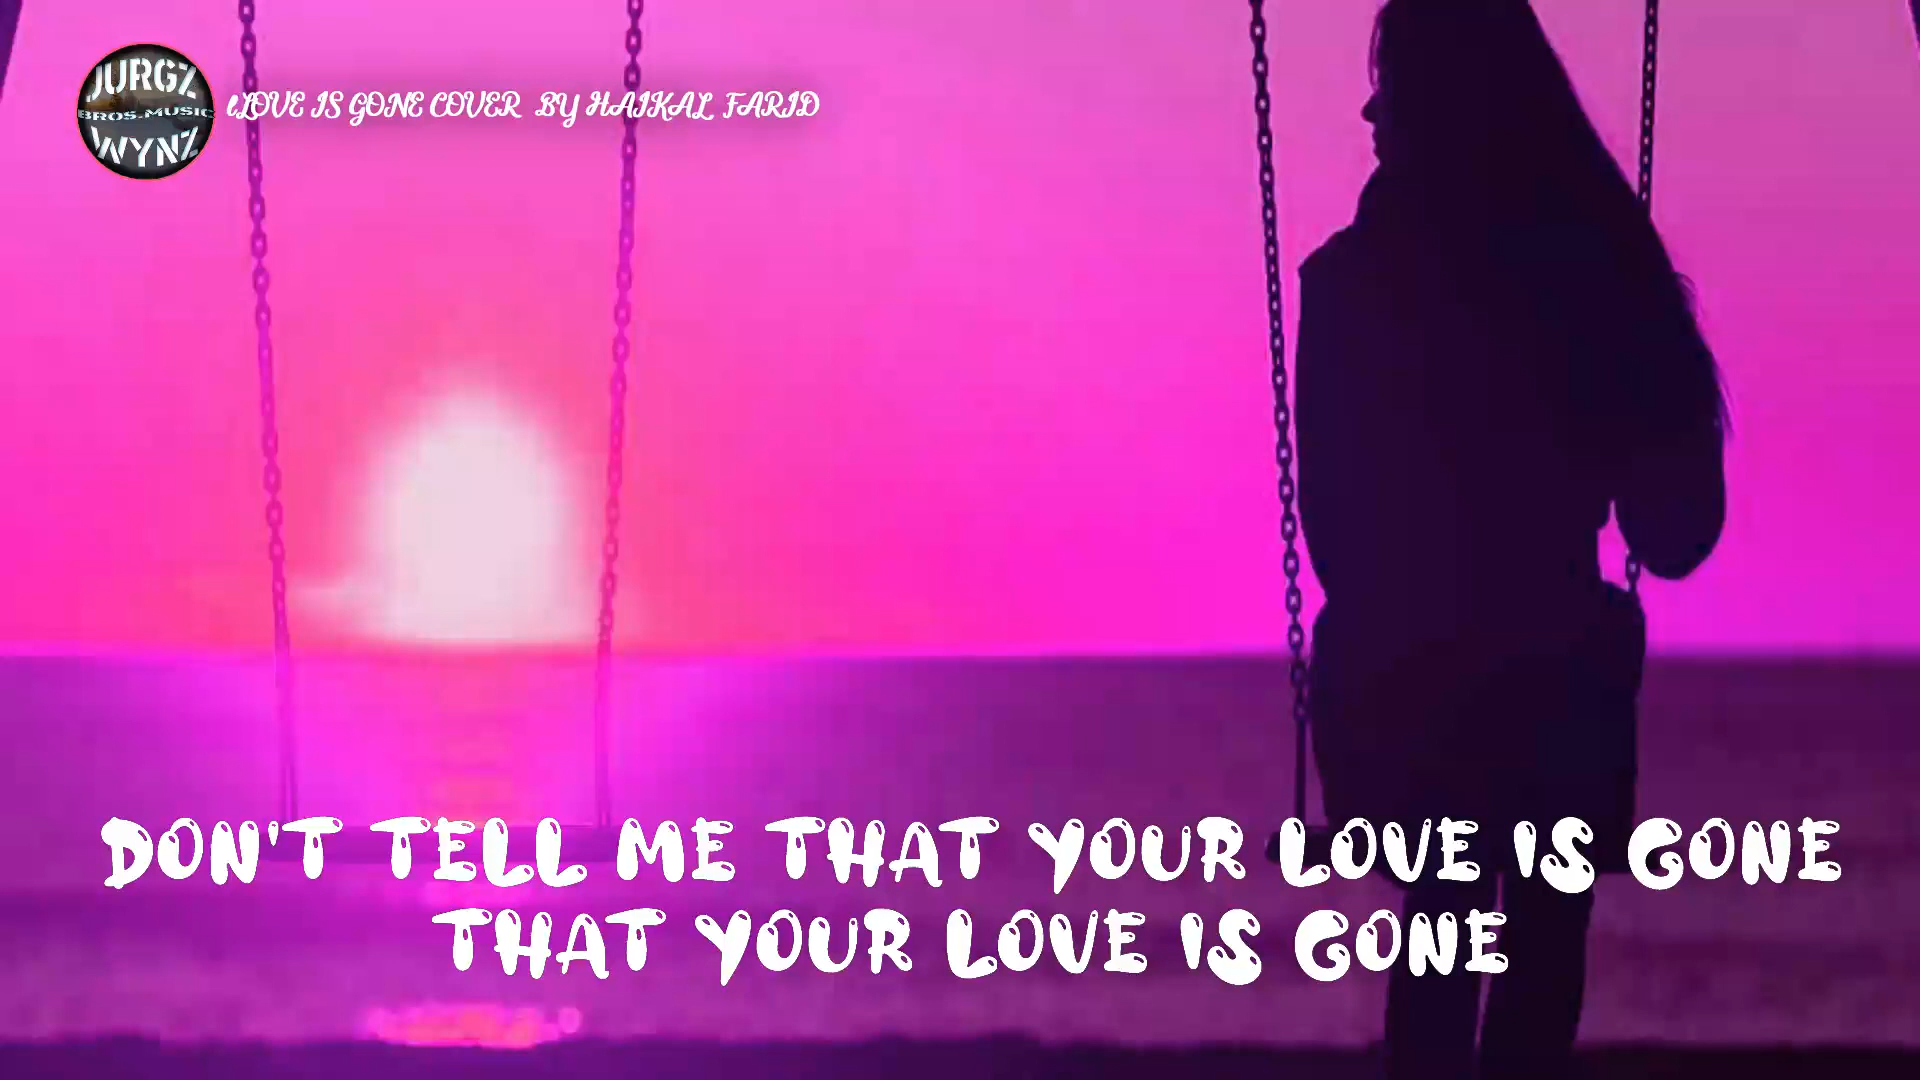 JURGZ
BROS.MUSIC
WYNZ
LOVE IS GONE COVER BY HAIKAL FARID
DON'T TELL ME THAT YOUR LOVE IS GONE
THAT YOUR LOVE IS GONE